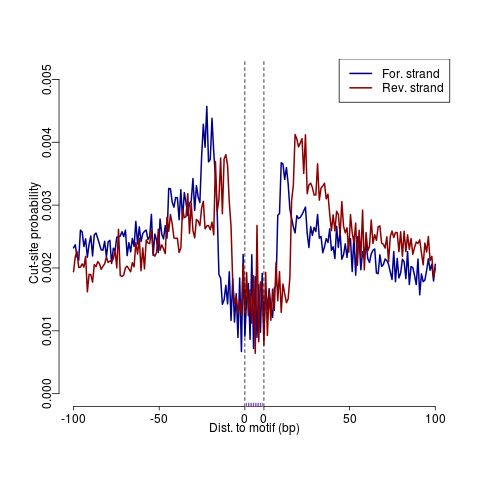 For. strand
Rev. strand
Cut-site probability
0.005
0.004
0.003
0.002
0.001
0.000
-100 -50 0 0 50 100
Dist. to motif (bp)